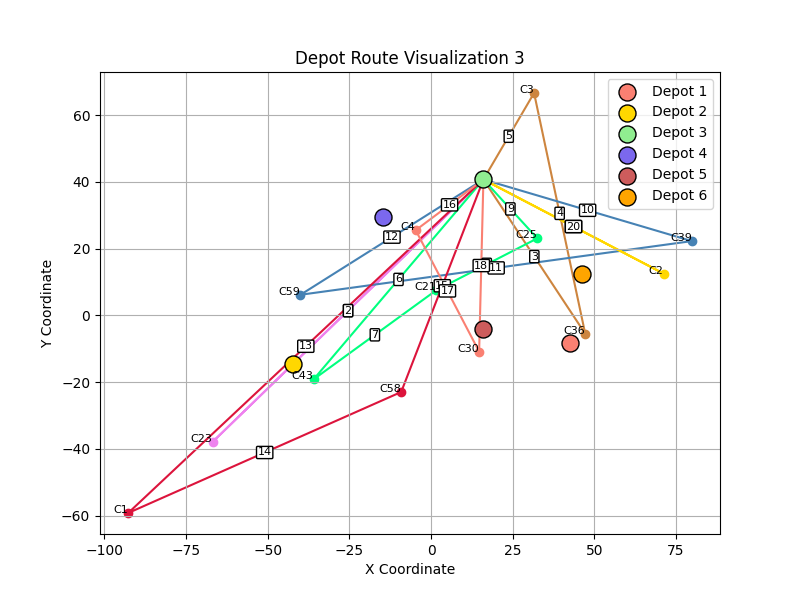 Depot Route Visualization 3
Depot 1
Depot 2
Depot 3
Depot 4
Depot 5
Depot 6
C3
5
16
9
4
10
20
C4
12
C25
C39
3
18
11
C2
6
C59
C21
17
2
7
C36
13
C30
C43
C58
C23
14
C1
60
40
20
0
−20
−40
−60
−100
−75
−50
−25
0
25
50
75
X Coordinate
Y Coordinate